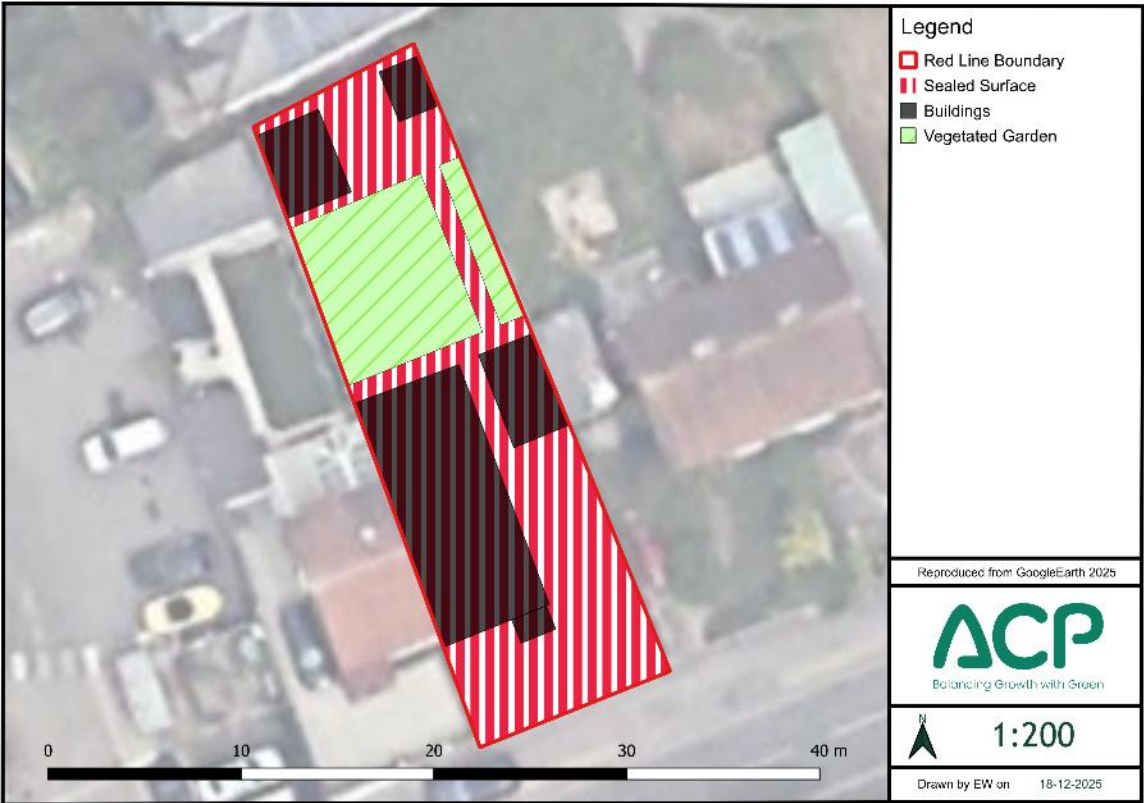 Legend
Red Line Boundary
Sealed Surface
Buildings
Vegetated Garden
0 10 20 30 40 m
Reproduced from GoogleEarth 2025
ACP
Balancing Growth with Green
N
1:200
Drawn by EW on 18-12-2025